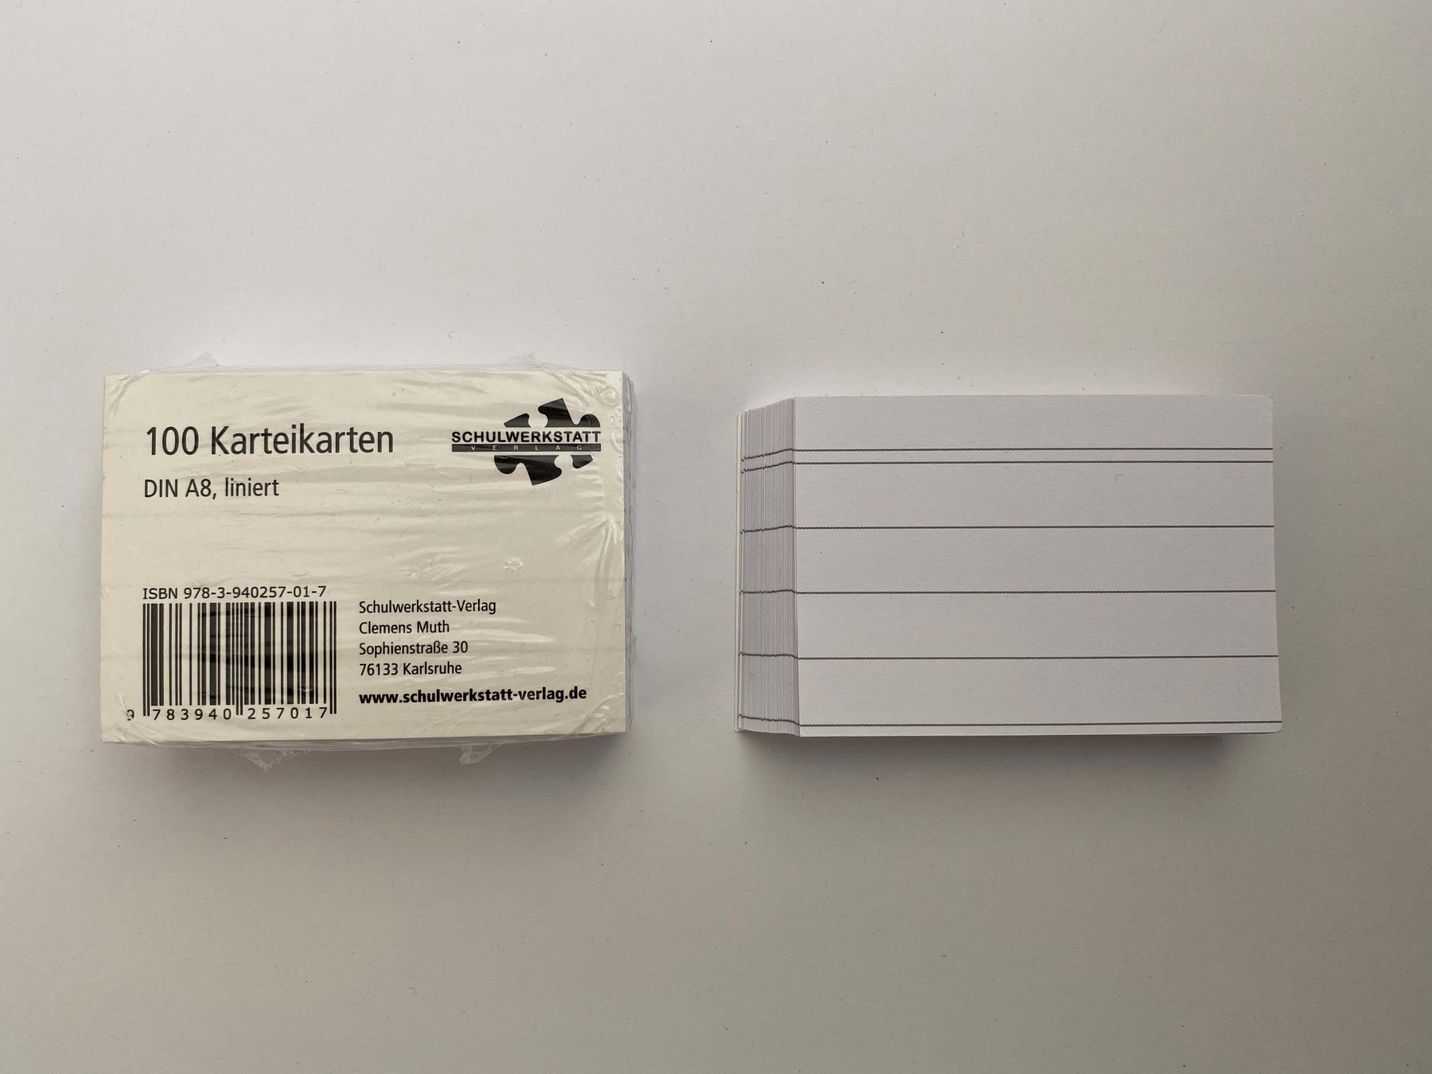 100 Karteikarten
DIN A8, liniert
SCHULWERKSTATT
VERLAG
ISBN 978-3-940257-01-7
9 783940 257017
Schulwerkstatt-Verlag
Clemens Muth
Sophienstraße 30
76133 Karlsruhe
www.schulwerkstatt-verlag.de